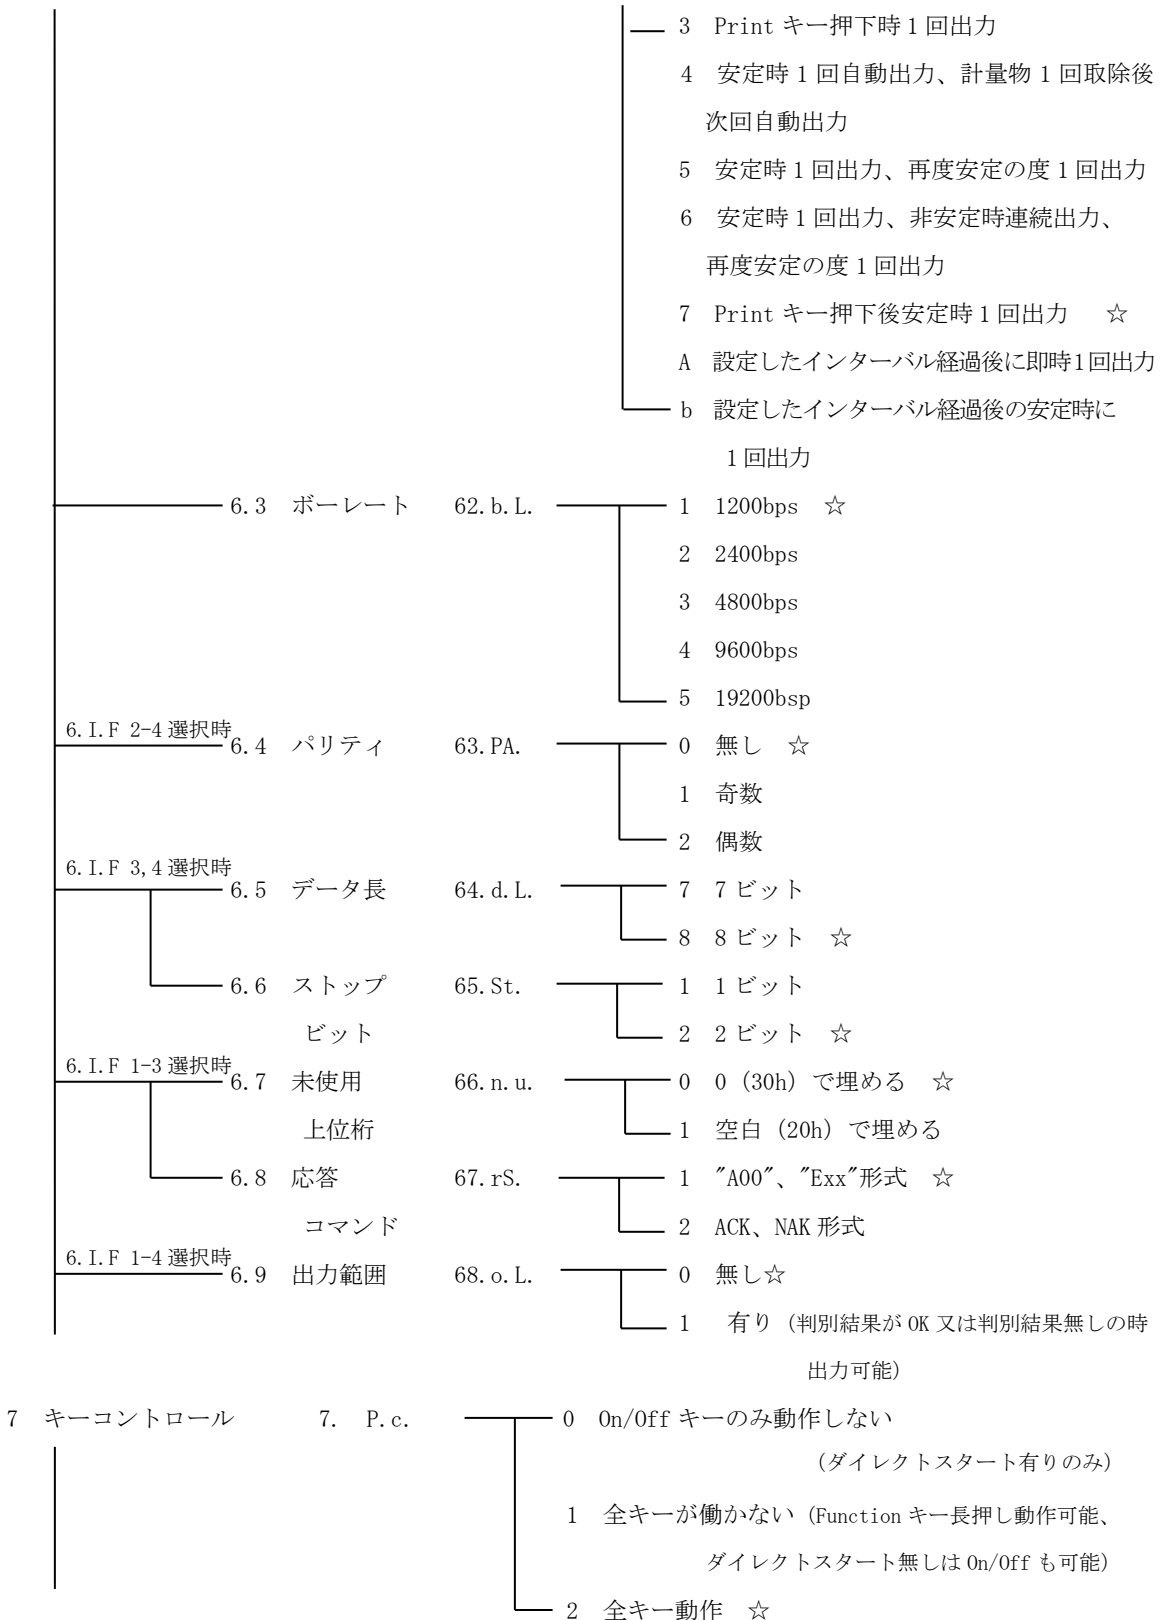 3 Print キー押下時 1 回出力
4 安定時 1 回自動出力、計量物 1 回取除後
次回自動出力
5 安定時 1 回出力、再度安定の度 1 回出力
6 安定時 1 回出力、非安定時連続出力、
再度安定の度 1 回出力
7 Print キー押下後安定時 1 回出力 ☆
A 設定したインターバル経過後に即時1回出力
b 設定したインターバル経過後の安定時に
1 回出力
6.3 ボーレート 62.b.L. 1 1200bps ☆
2 2400bps
3 4800bps
4 9600bps
5 19200bsp
6.I.F 2-4 選択時
6.4 パリティ 63.PA. 0 無し ☆
1 奇数
2 偶数
6.I.F 3,4 選択時
6.5 データ長 64.d.L. 7 7 ビット
8 8 ビット ☆
6.6 ストップ 65.St. 1 1 ビット
ビット 2 2 ビット ☆
6.I.F 1-3 選択時
6.7 未使用 66.n.u. 0 0（30h）で埋める ☆
上位桁 1 空白（20h）で埋める
6.8 応答 67.rS. 1 "A00"、"Exx"形式 ☆
コマンド 2 ACK、NAK 形式
6.I.F 1-4 選択時
6.9 出力範囲 68.o.L. 0 無し☆
1 有り（判別結果が OK 又は判別結果無しの時
出力可能）
7 キーコントロール 7. P.c. 0 On/Off キーのみ動作しない
（ダイレクトスタート有りのみ）
1 全キーが働かない（Function キー長押し動作可能、
ダイレクトスタート無しは On/Off も可能）
2 全キー動作 ☆